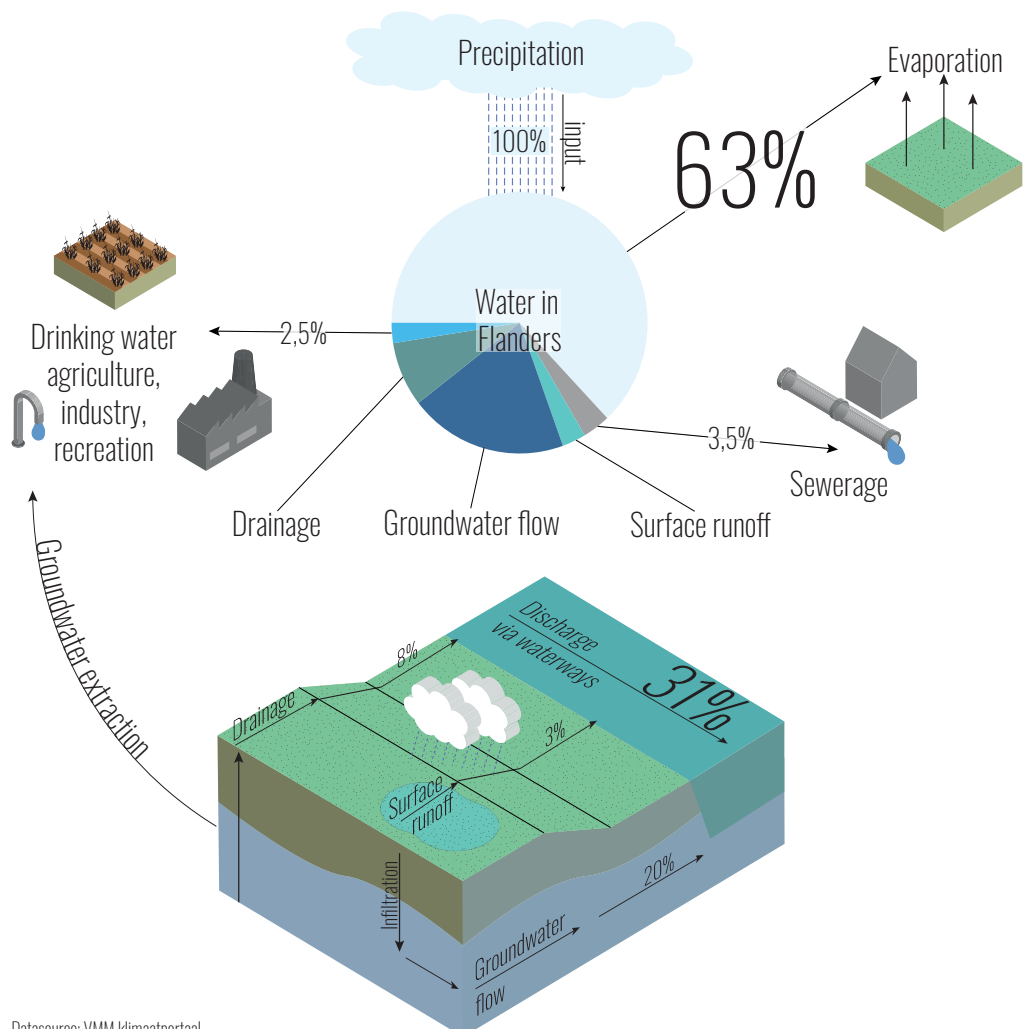 Precipitation
100%
input
63%
Evaporation
Water in
Flanders
2,5%
Drinking water
agriculture,
industry,
recreation
3,5%
Sewerage
Drainage
Groundwater flow
Surface runoff
Groundwater extraction
Discharge
via waterways
31%
8%
Drainage
3%
Surface
runoff
Infiltration
20%
Groundwater
flow
Datasource: VMM klimaatportaal